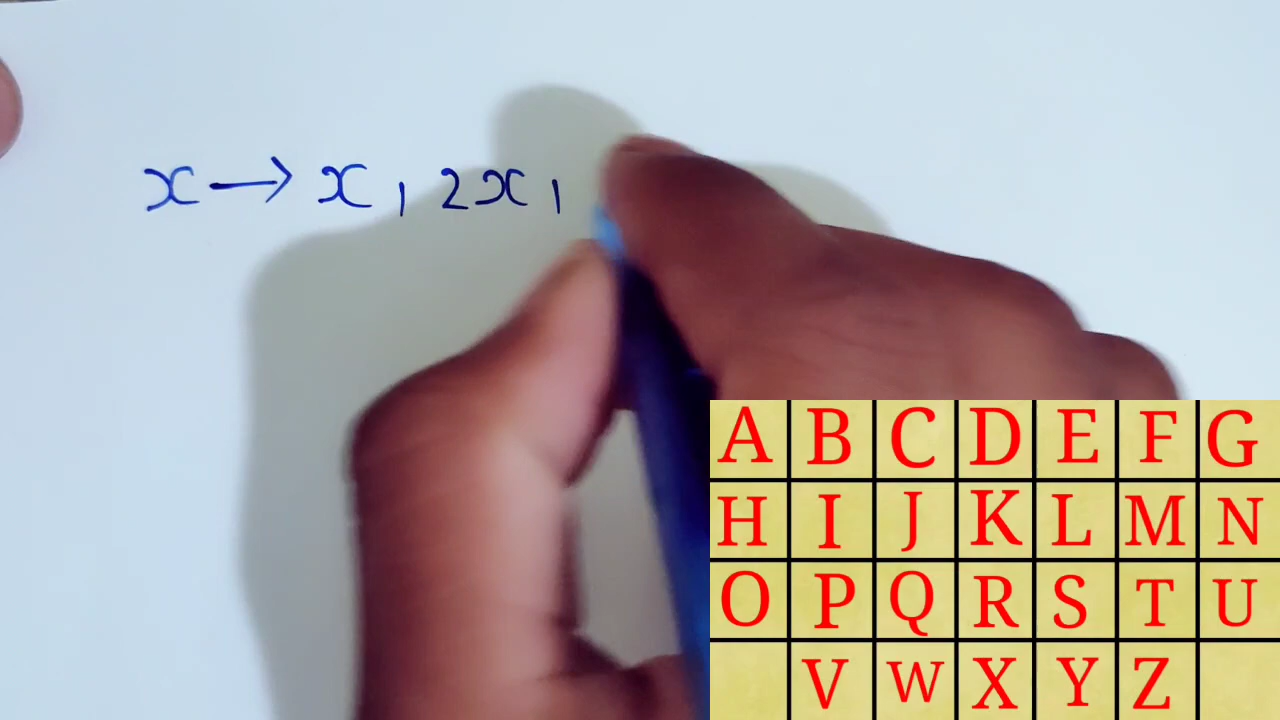 x → x, 2x,
A B C D E F G
H I J K L M N
O P Q R S T U
V W X Y Z